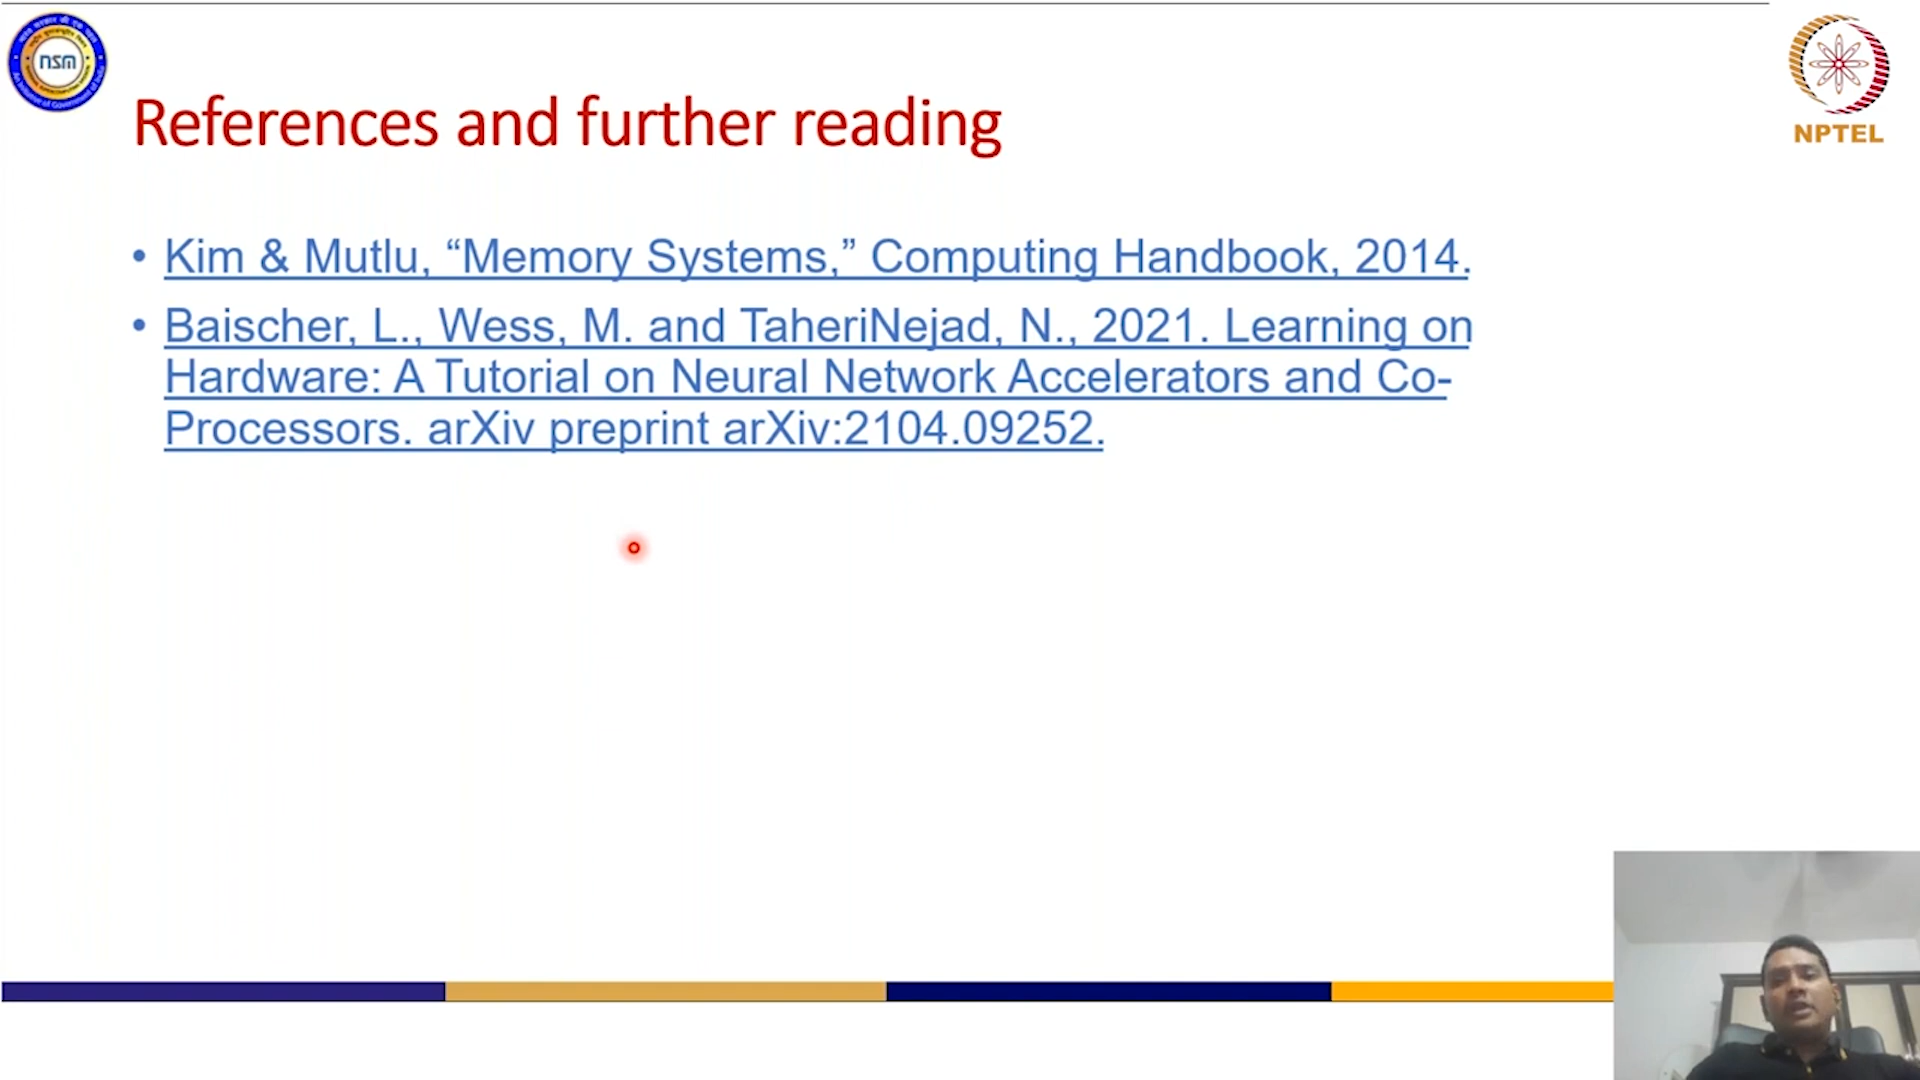 nsm
NPTEL
References and further reading
• Kim & Mutlu, “Memory Systems,” Computing Handbook, 2014.
• Baischer, L., Wess, M. and TaheriNejad, N., 2021. Learning on
Hardware: A Tutorial on Neural Network Accelerators and Co-
Processors. arXiv preprint arXiv:2104.09252.